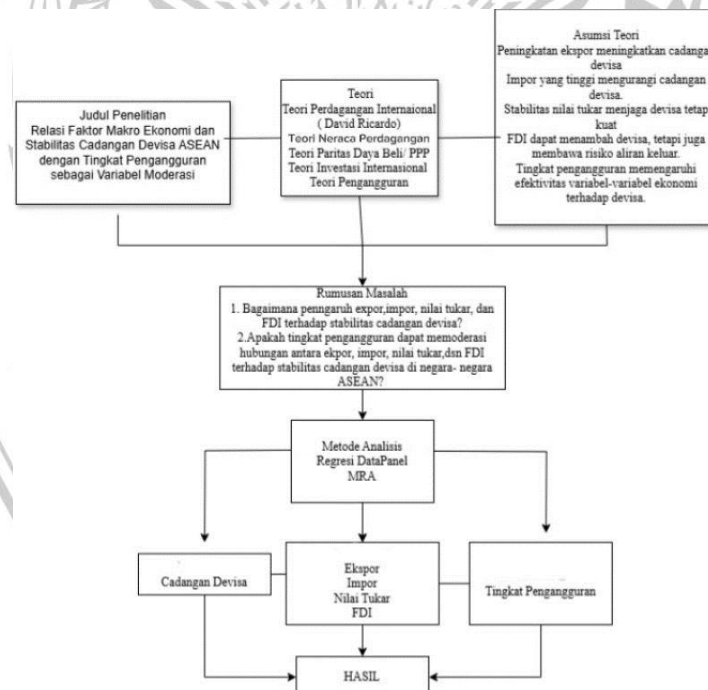 Judul Penelitian
Relasi Faktor Makro Ekonomi dan
Stabilitas Cadangan Devisa ASEAN
dengan Tingkat Pengangguran
sebagai Variabel Moderasi
Teori
Teori Perdagangan Internaional
( David Ricardo)
Teori Neraca Perdagangan
Teori Paritas Daya Beli/ PPP
Teori Investasi Internasional
Teori Pengangguran
Asumsi Teori
Peningkatan ekspor meningkatkan cadangan
devisa
Impor yang tinggi mengurangi cadangan
devisa.
Stabilitas nilai tukar menjaga devisa tetap
kuat
FDI dapat menambah devisa, tetapi juga
membawa risiko aliran keluar.
Tingkat pengangguran memengaruhi
efektivitas variabel-variabel ekonomi
terhadap devisa.
Rumusan Masalah
1. Bagaimana penngaruh expor,impor, nilai tukar, dan
FDI terhadap stabilitas cadangan devisa?
2.Apakah tingkat pengangguran dapat memoderasi
hubungan antara ekpor, impor, nilai tukar,dsn FDI
terhadap stabilitas cadangan devisa di negara- negara
ASEAN?
Metode Analisis
Regresi DataPanel
MRA
Cadangan Devisa
Ekspor
Impor
Nilai Tukar
FDI
Tingkat Pengangguran
HASIL